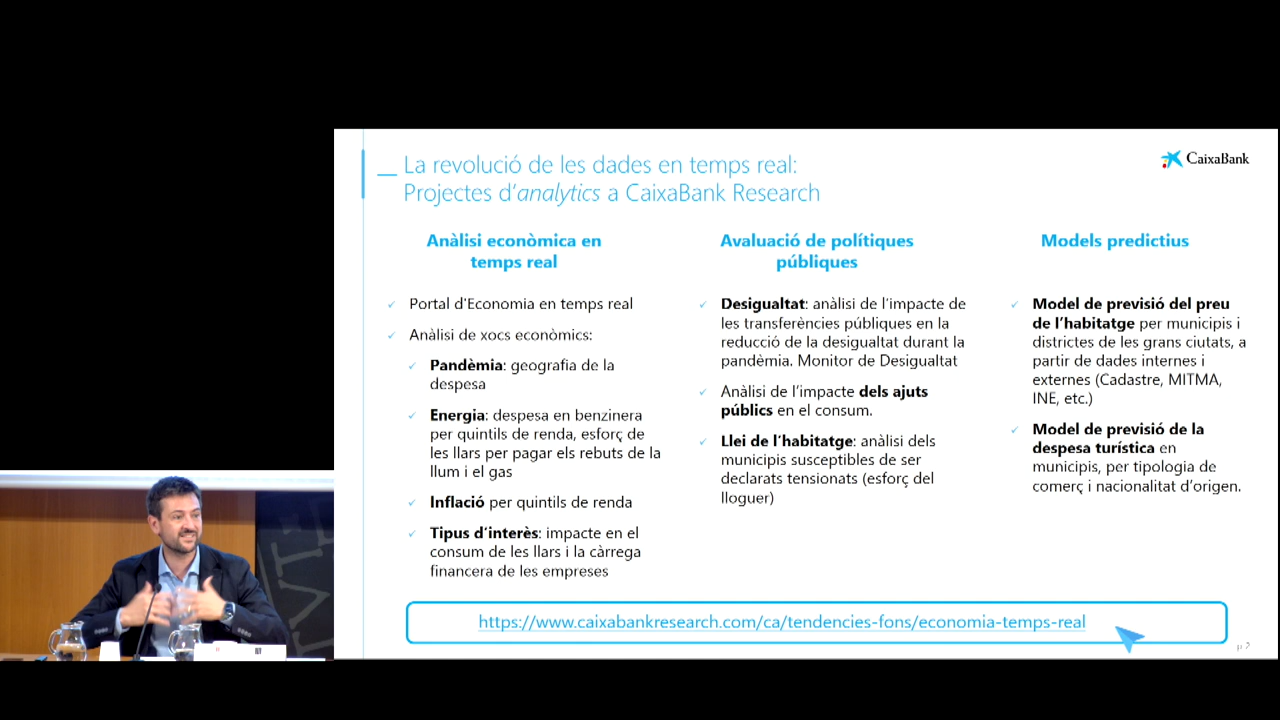 La revolució de les dades en temps real:
Projectes d'analytics a CaixaBank Research
CaixaBank
Anàlisi econòmica en
temps real
✓ Portal d'Economia en temps real
✓ Anàlisi de xocs econòmics:
✓ Pandèmia: geografia de la
despesa
✓ Energia: despesa en benzinera
per quintils de renda, esforç de
les llars per pagar els rebuts de la
llum i el gas
✓ Inflació per quintils de renda
✓ Tipus d'interès: impacte en el
consum de les llars i la càrrega
financera de les empreses
Avaluació de polítiques
públiques
✓ Desigualtat: anàlisi de l'impacte de
les transferències públiques en la
reducció de la desigualtat durant la
pandèmia. Monitor de Desigualtat
✓ Anàlisi de l'impacte dels ajuts
públics en el consum.
✓ Llei de l'habitatge: anàlisi dels
municipis susceptibles de ser
declarats tensionats (esforç del
lloguer)
Models predictius
✓ Model de previsió del preu
de l'habitatge per municipis i
districtes de les grans ciutats, a
partir de dades internes i
externes (Cadastre, MITMA,
INE, etc.)
✓ Model de previsió de la
despesa turística en
municipis, per tipologia de
comerç i nacionalitat d'origen.
https://www.caixabankresearch.com/ca/tendencies-fons/economia-temps-real